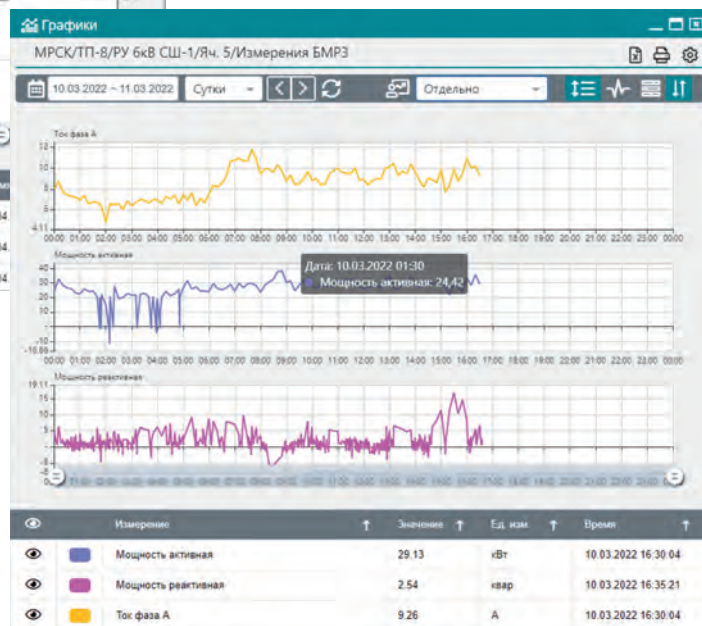 Графики
МРСК/ТП-8/РУ 6кВ СШ-1/Яч. 5/Измерения БМРЗ
10.03.2022 ~ 11.03.2022 Сутки Отдельно
Ток фаза А
12
10
8
6
4.11
00:00 01:00 02:00 03:00 04:00 05:00 06:00 07:00 08:00 09:00 10:00 11:00 12:00 13:00 14:00 15:00 16:00 17:00 18:00 19:00 20:00 21:00 22:00 23:00 00:00
Мощность активная
Дата: 10.03.2022 01:30
Мощность активная: 24,42
40
30
20
10
-10
00:00 01:00 02:00 03:00 04:00 05:00 06:00 07:00 08:00 09:00 10:00 11:00 12:00 13:00 14:00 15:00 16:00 17:00 18:00 19:00 20:00 21:00 22:00 23:00 00:00
Мощность реактивная
19.11
15
10
5
-5
Измерение Значение Ед. изм. Время
Мощность активная 29.13 кВт 10.03.2022 16:30:04
Мощность реактивная 2.54 квар 10.03.2022 16:35:21
Ток фаза А 9.26 А 10.03.2022 16:30:04